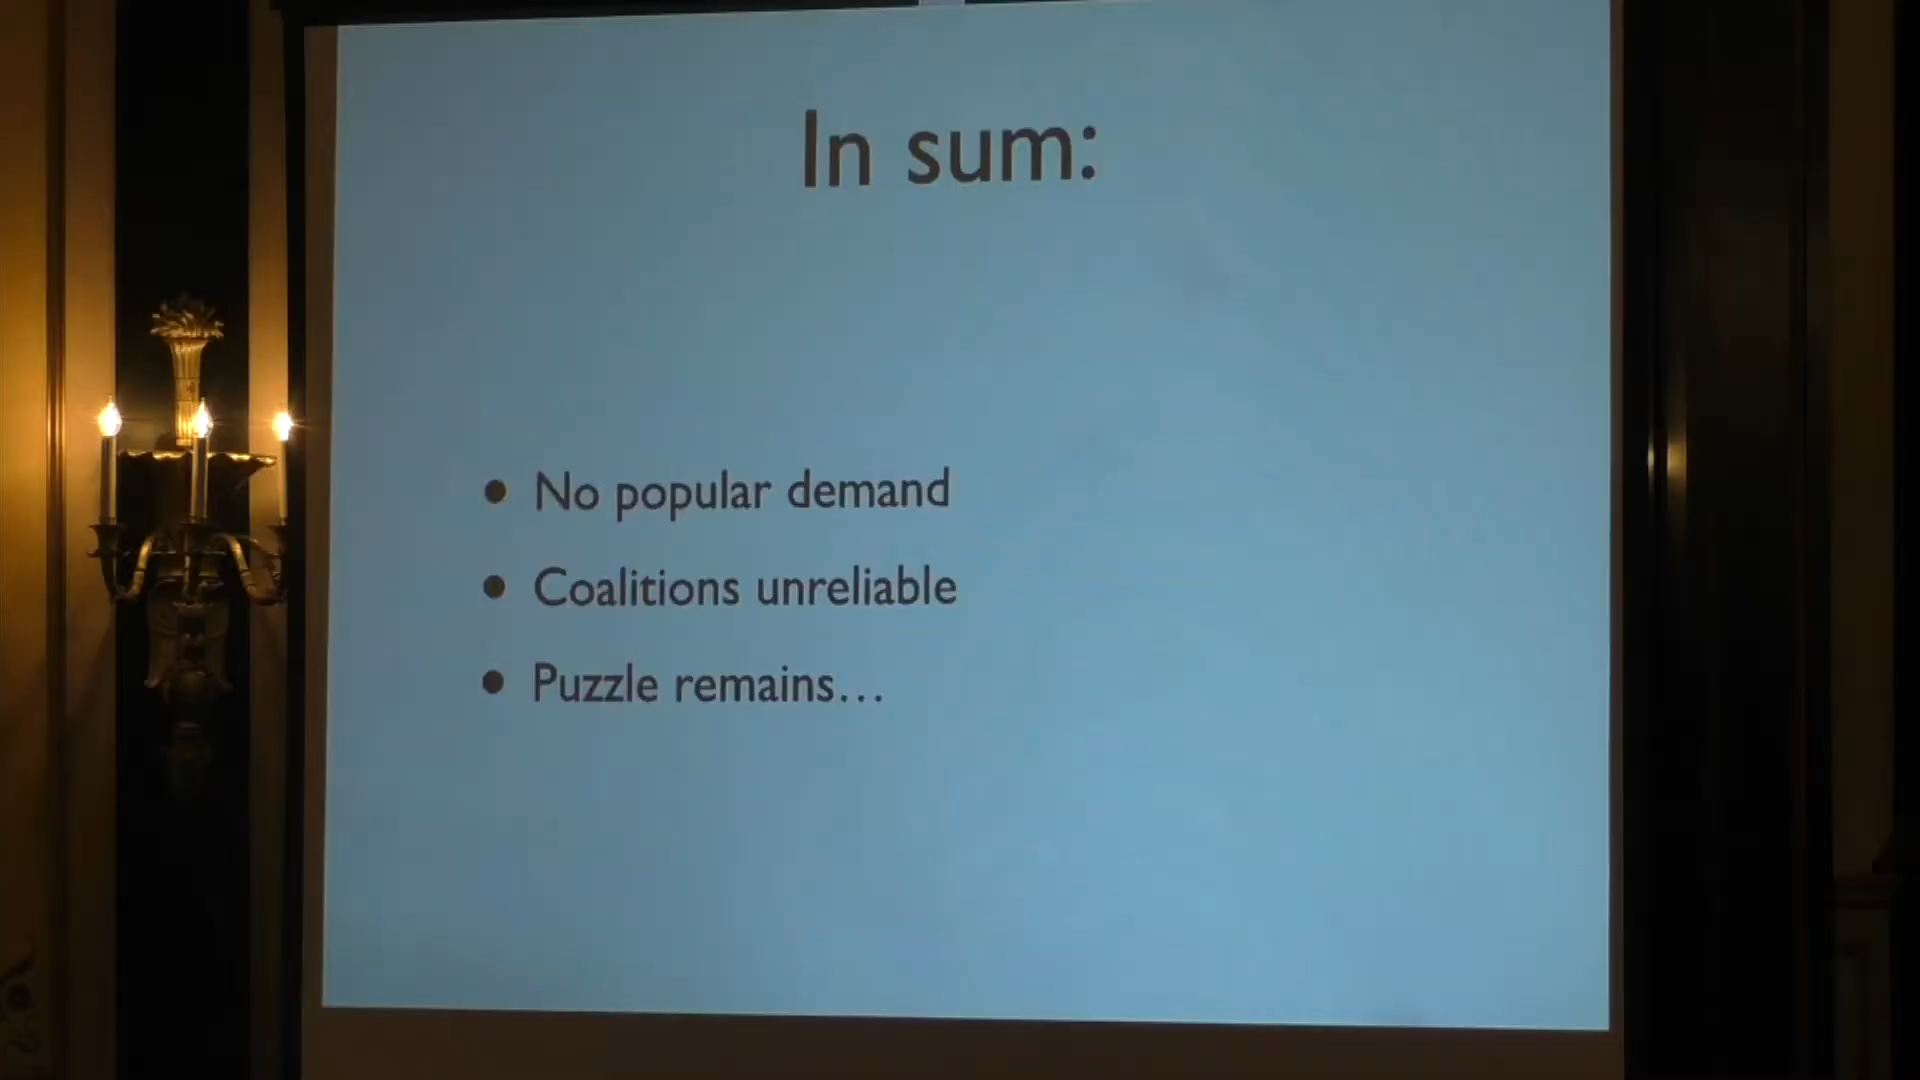 In sum:
• No popular demand
• Coalitions unreliable
• Puzzle remains…